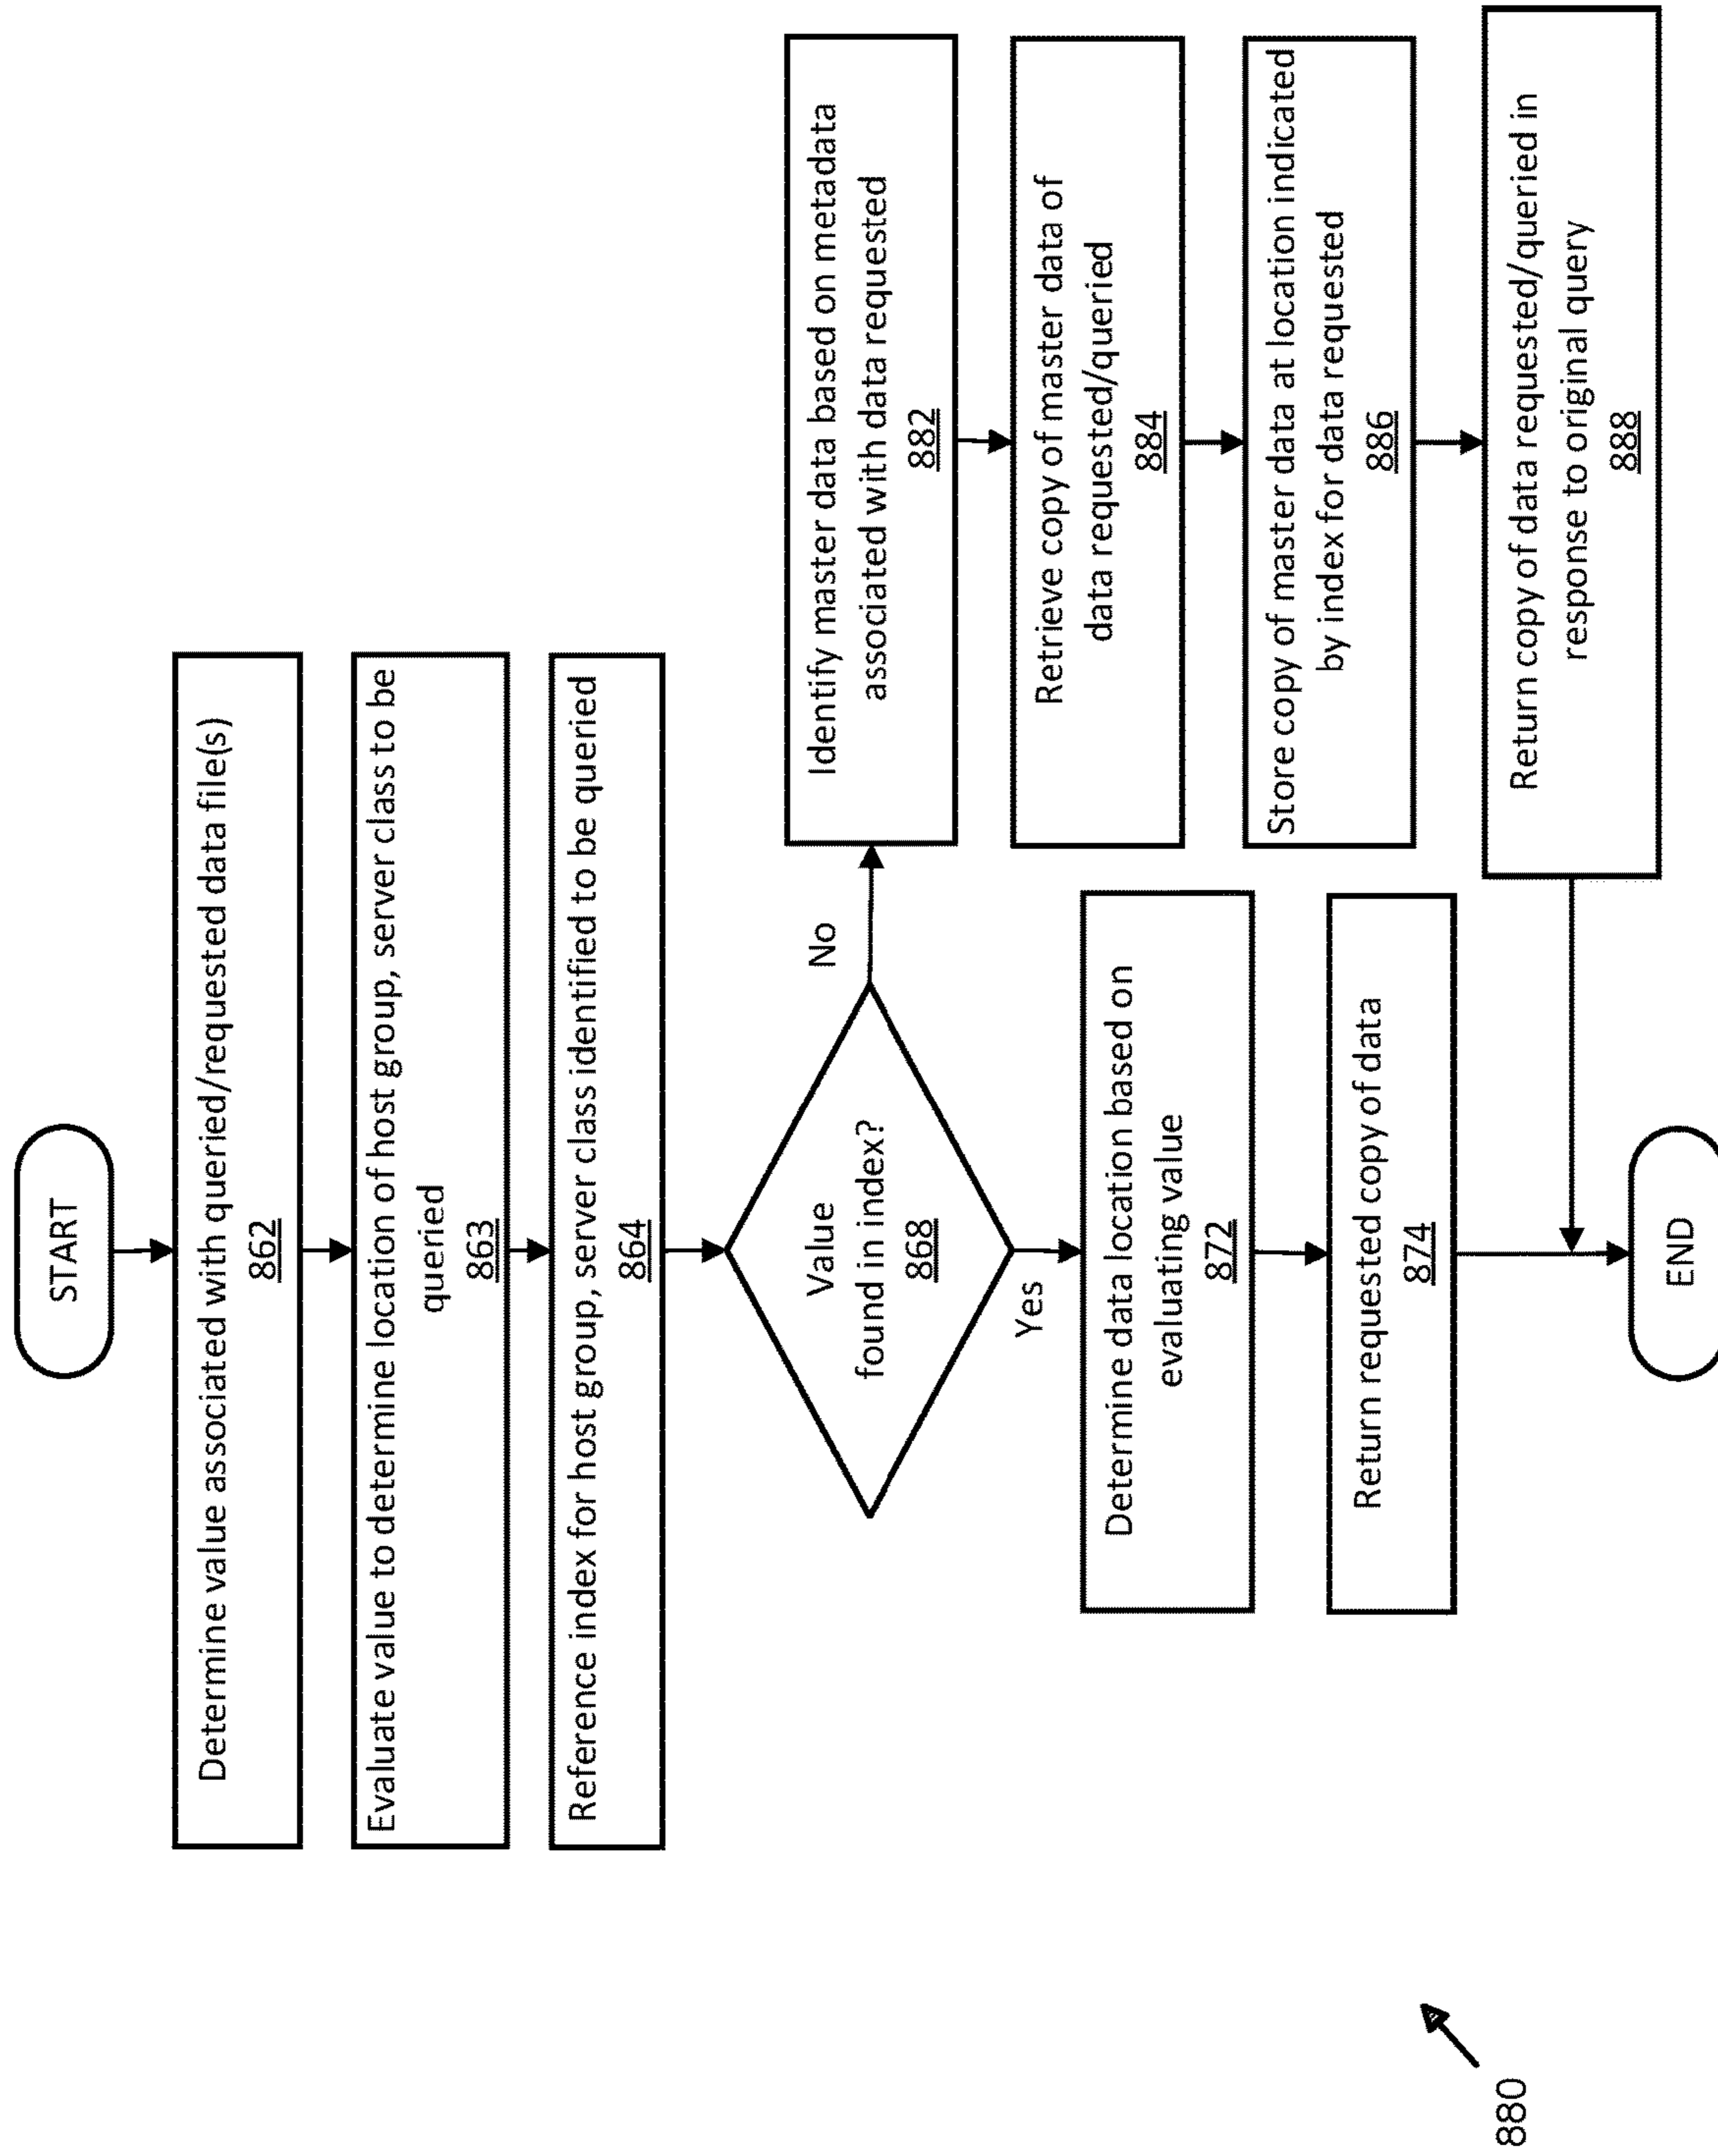 START
Determine value associated with queried/requested data file(s)
862
Evaluate value to determine location of host group, server class to be
queried
863
Reference index for host group, server class identified to be queried
864
Value
found in index?
868
No
Yes
Determine data location based on
evaluating value
872
Return requested copy of data
874
Identify master data based on metadata
associated with data requested
882
Retrieve copy of master data of
data requested/queried
884
Store copy of master data at location indicated
by index for data requested
886
Return copy of data requested/queried in
response to original query
888
END
880